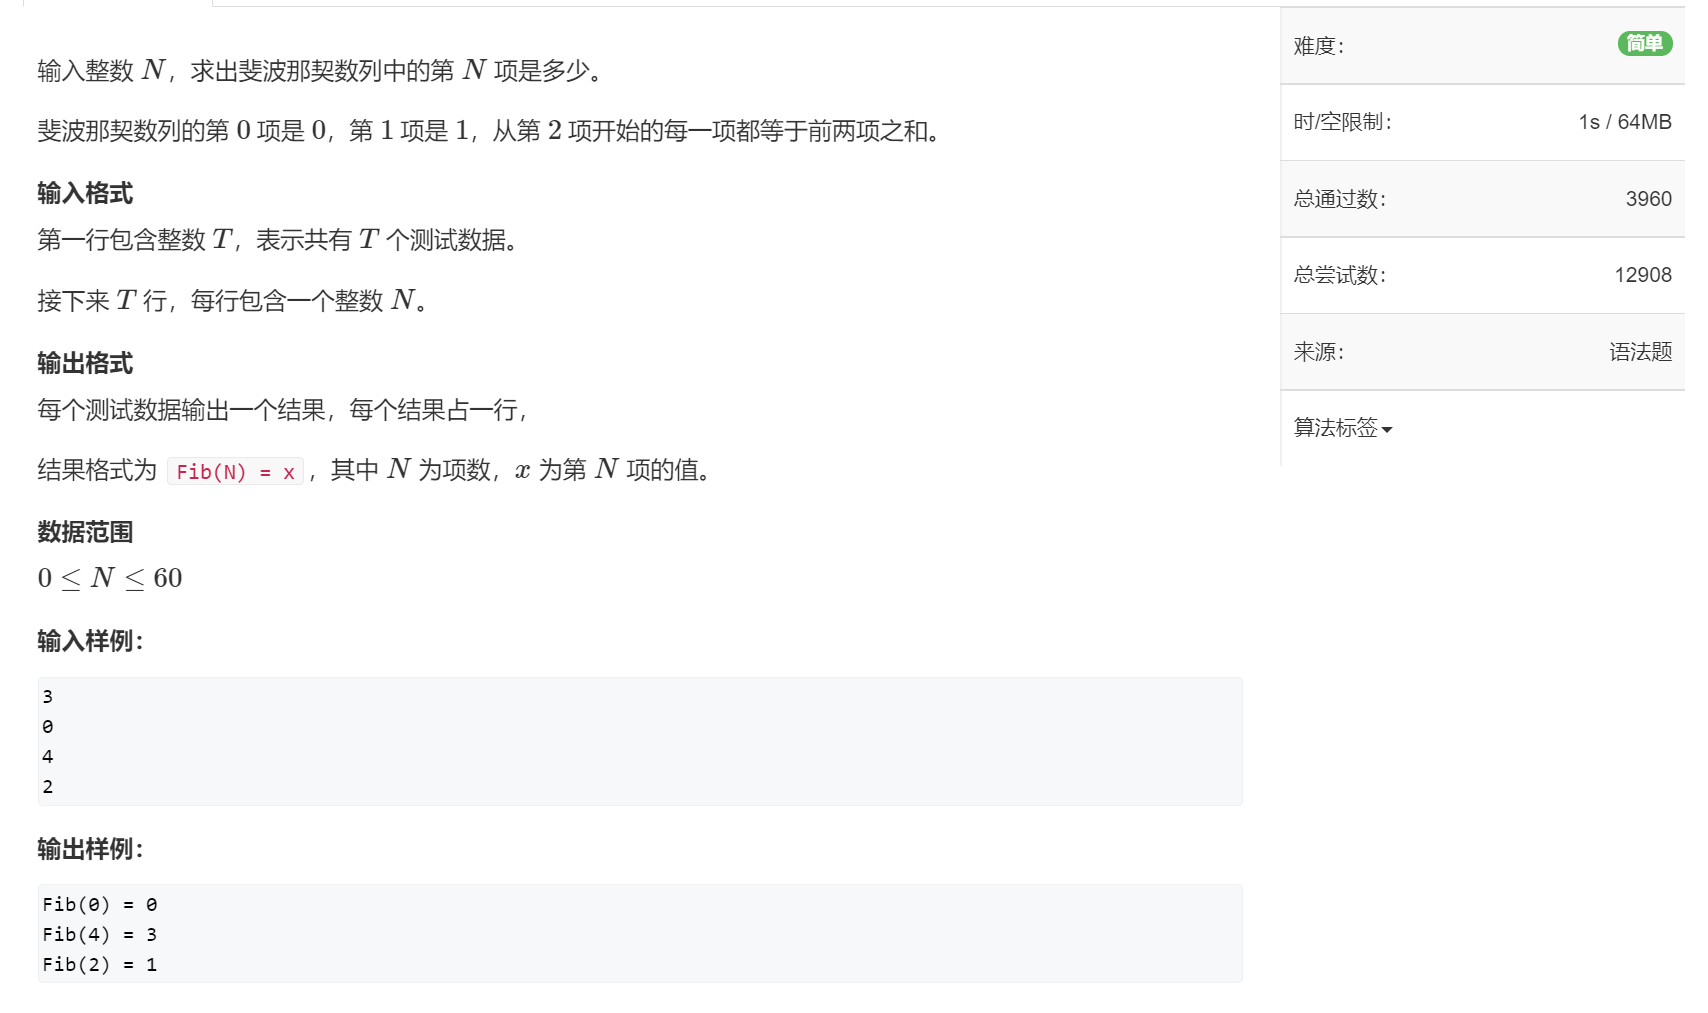 输入整数 N，求出斐波那契数列中的第 N 项是多少。
斐波那契数列的第 0 项是 0，第 1 项是 1，从第 2 项开始的每一项都等于前两项之和。
输入格式
第一行包含整数 T，表示共有 T 个测试数据。
接下来 T 行，每行包含一个整数 N。
输出格式
每个测试数据输出一个结果，每个结果占一行，
结果格式为 Fib(N) = x，其中 N 为项数，x 为第 N 项的值。
数据范围
0 ≤ N ≤ 60
输入样例：
3
0
4
2
输出样例：
Fib(0) = 0
Fib(4) = 3
Fib(2) = 1
难度： 简单
时/空限制： 1s / 64MB
总通过数： 3960
总尝试数： 12908
来源： 语法题
算法标签